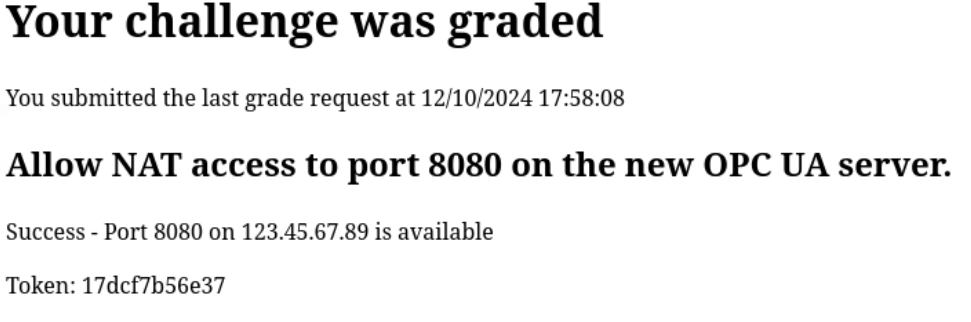 Your challenge was graded
You submitted the last grade request at 12/10/2024 17:58:08
Allow NAT access to port 8080 on the new OPC UA server.
Success - Port 8080 on 123.45.67.89 is available
Token: 17dcf7b56e37